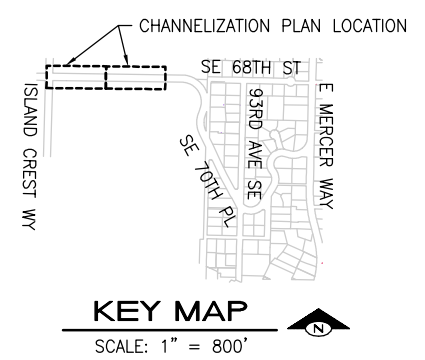 CHANNELIZATION PLAN LOCATION
SE 68TH ST
ISLAND CREST WY
93RD AVE SE
E MERCER WAY
SE 70TH PL
KEY MAP
N
SCALE: 1" = 800'